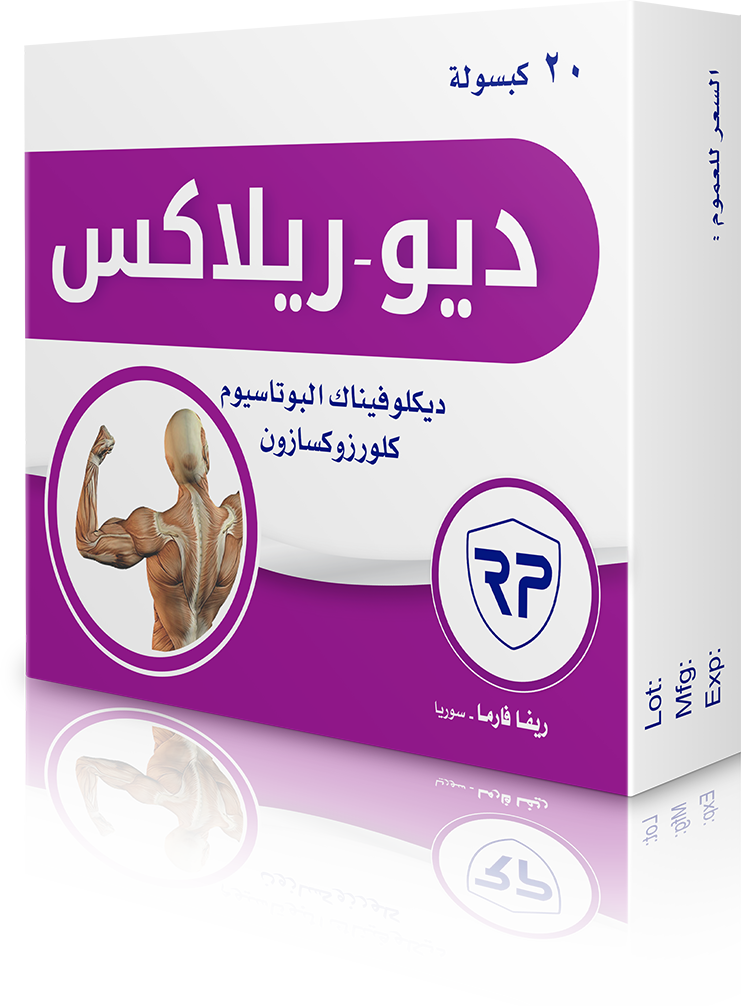 ٢٠ كبسولة
ديو-ريلاكس
ديكلوفيناك البوتاسيوم
كلورزوكسازون
RP
ريفا فارما - سوريا
السعر للعموم :
Lot:
Mfg:
Exp: